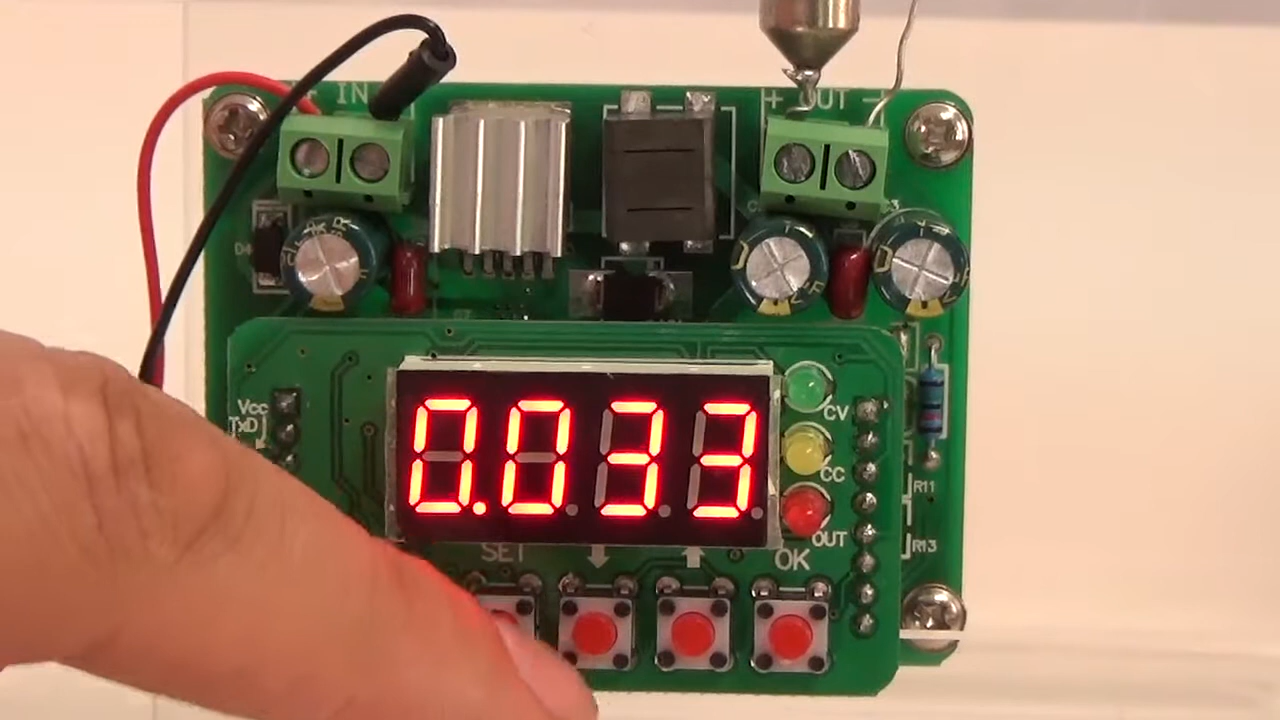 + IN
+ OUT -
0.033
Vcc
TxD
CV
CC
OUT
R11
R13
SET
OK